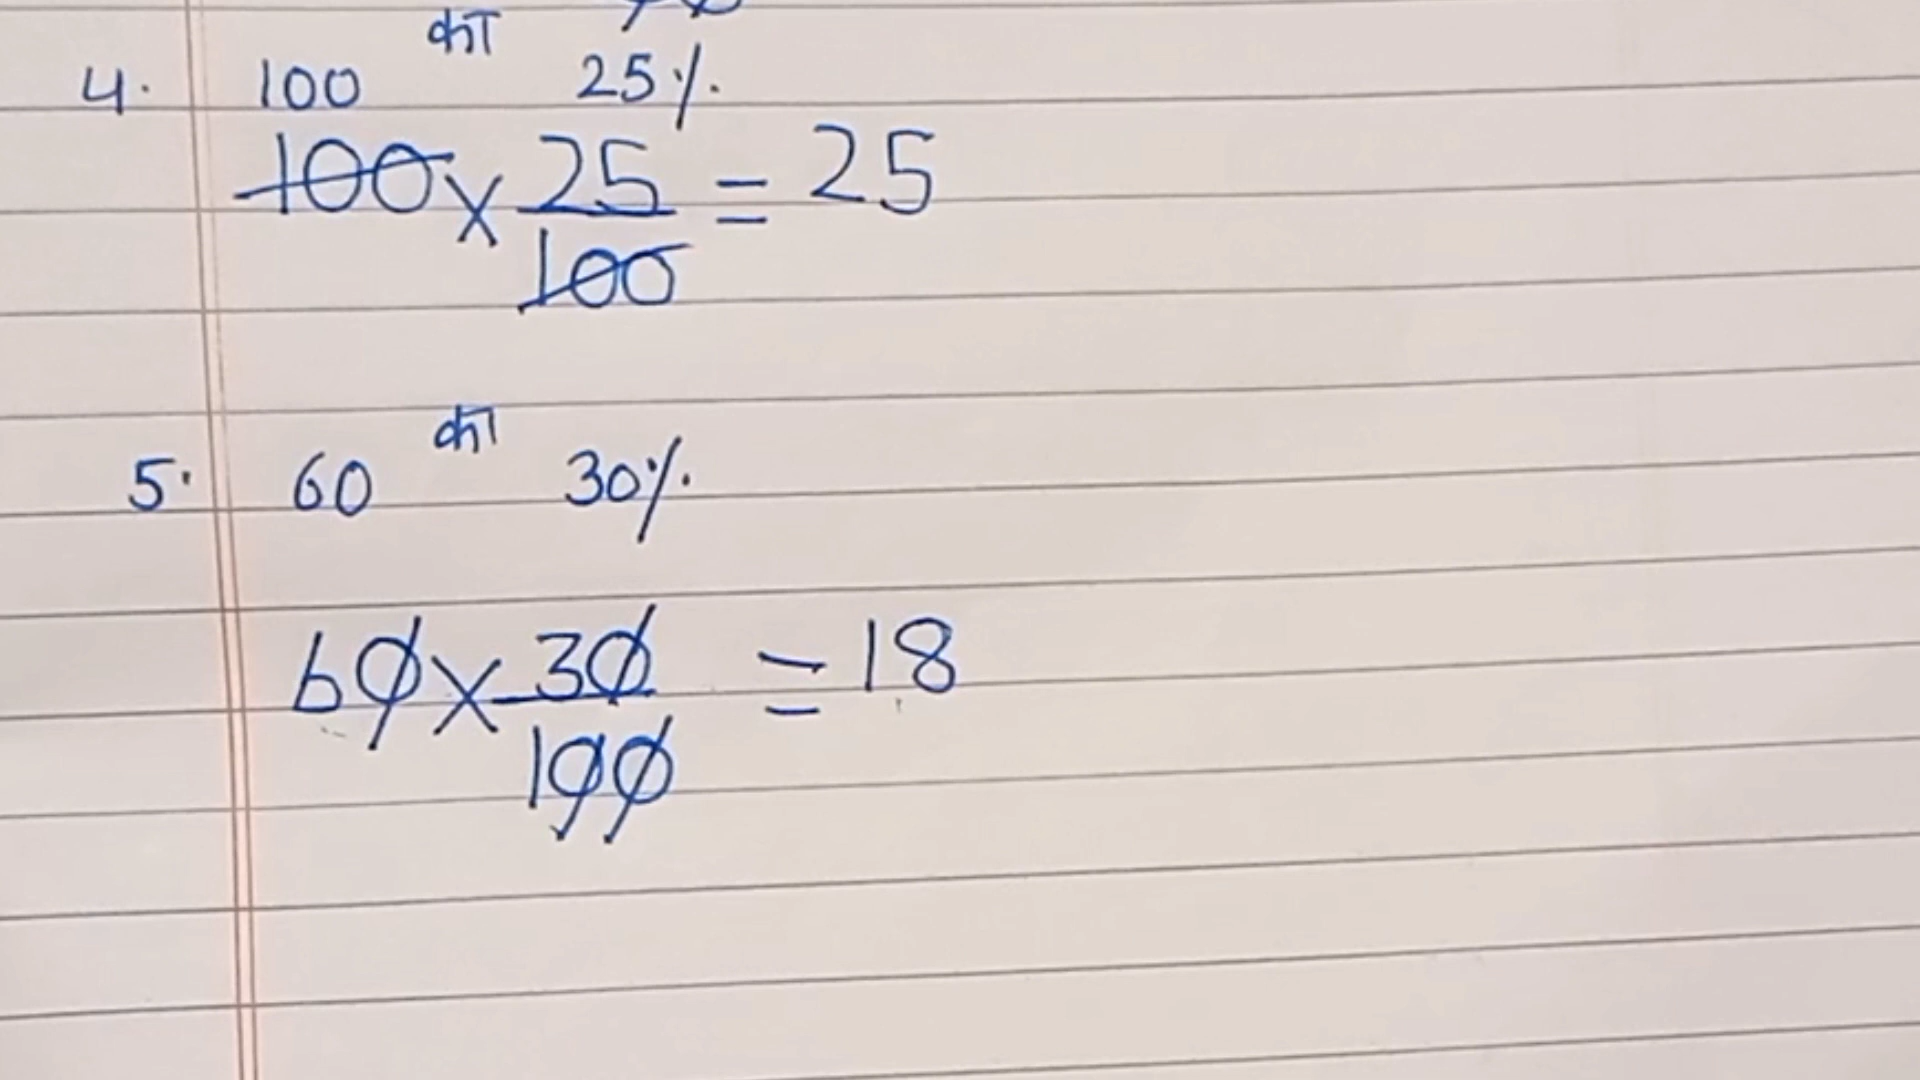 4. 100 का 25%
100 x 25/100 = 25
5. 60 का 30%
60 x 30/100 = 18